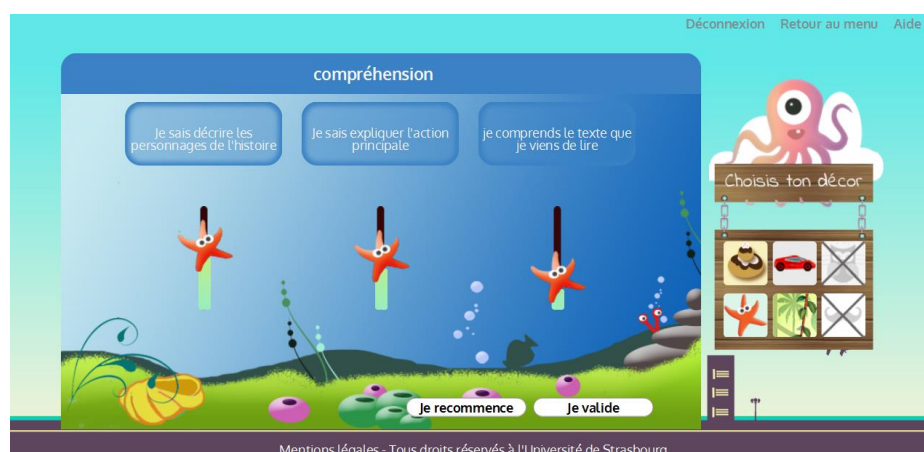 Déconnexion Retour au menu Aide
compréhension
Je sais décrire les
personnages de l'histoire
Je sais expliquer l'action
principale
je comprends le texte que
je viens de lire
Choisis ton décor
Je recommence
Je valide
Mentions légales - Tous droits réservés à l'Université de Strasbourg